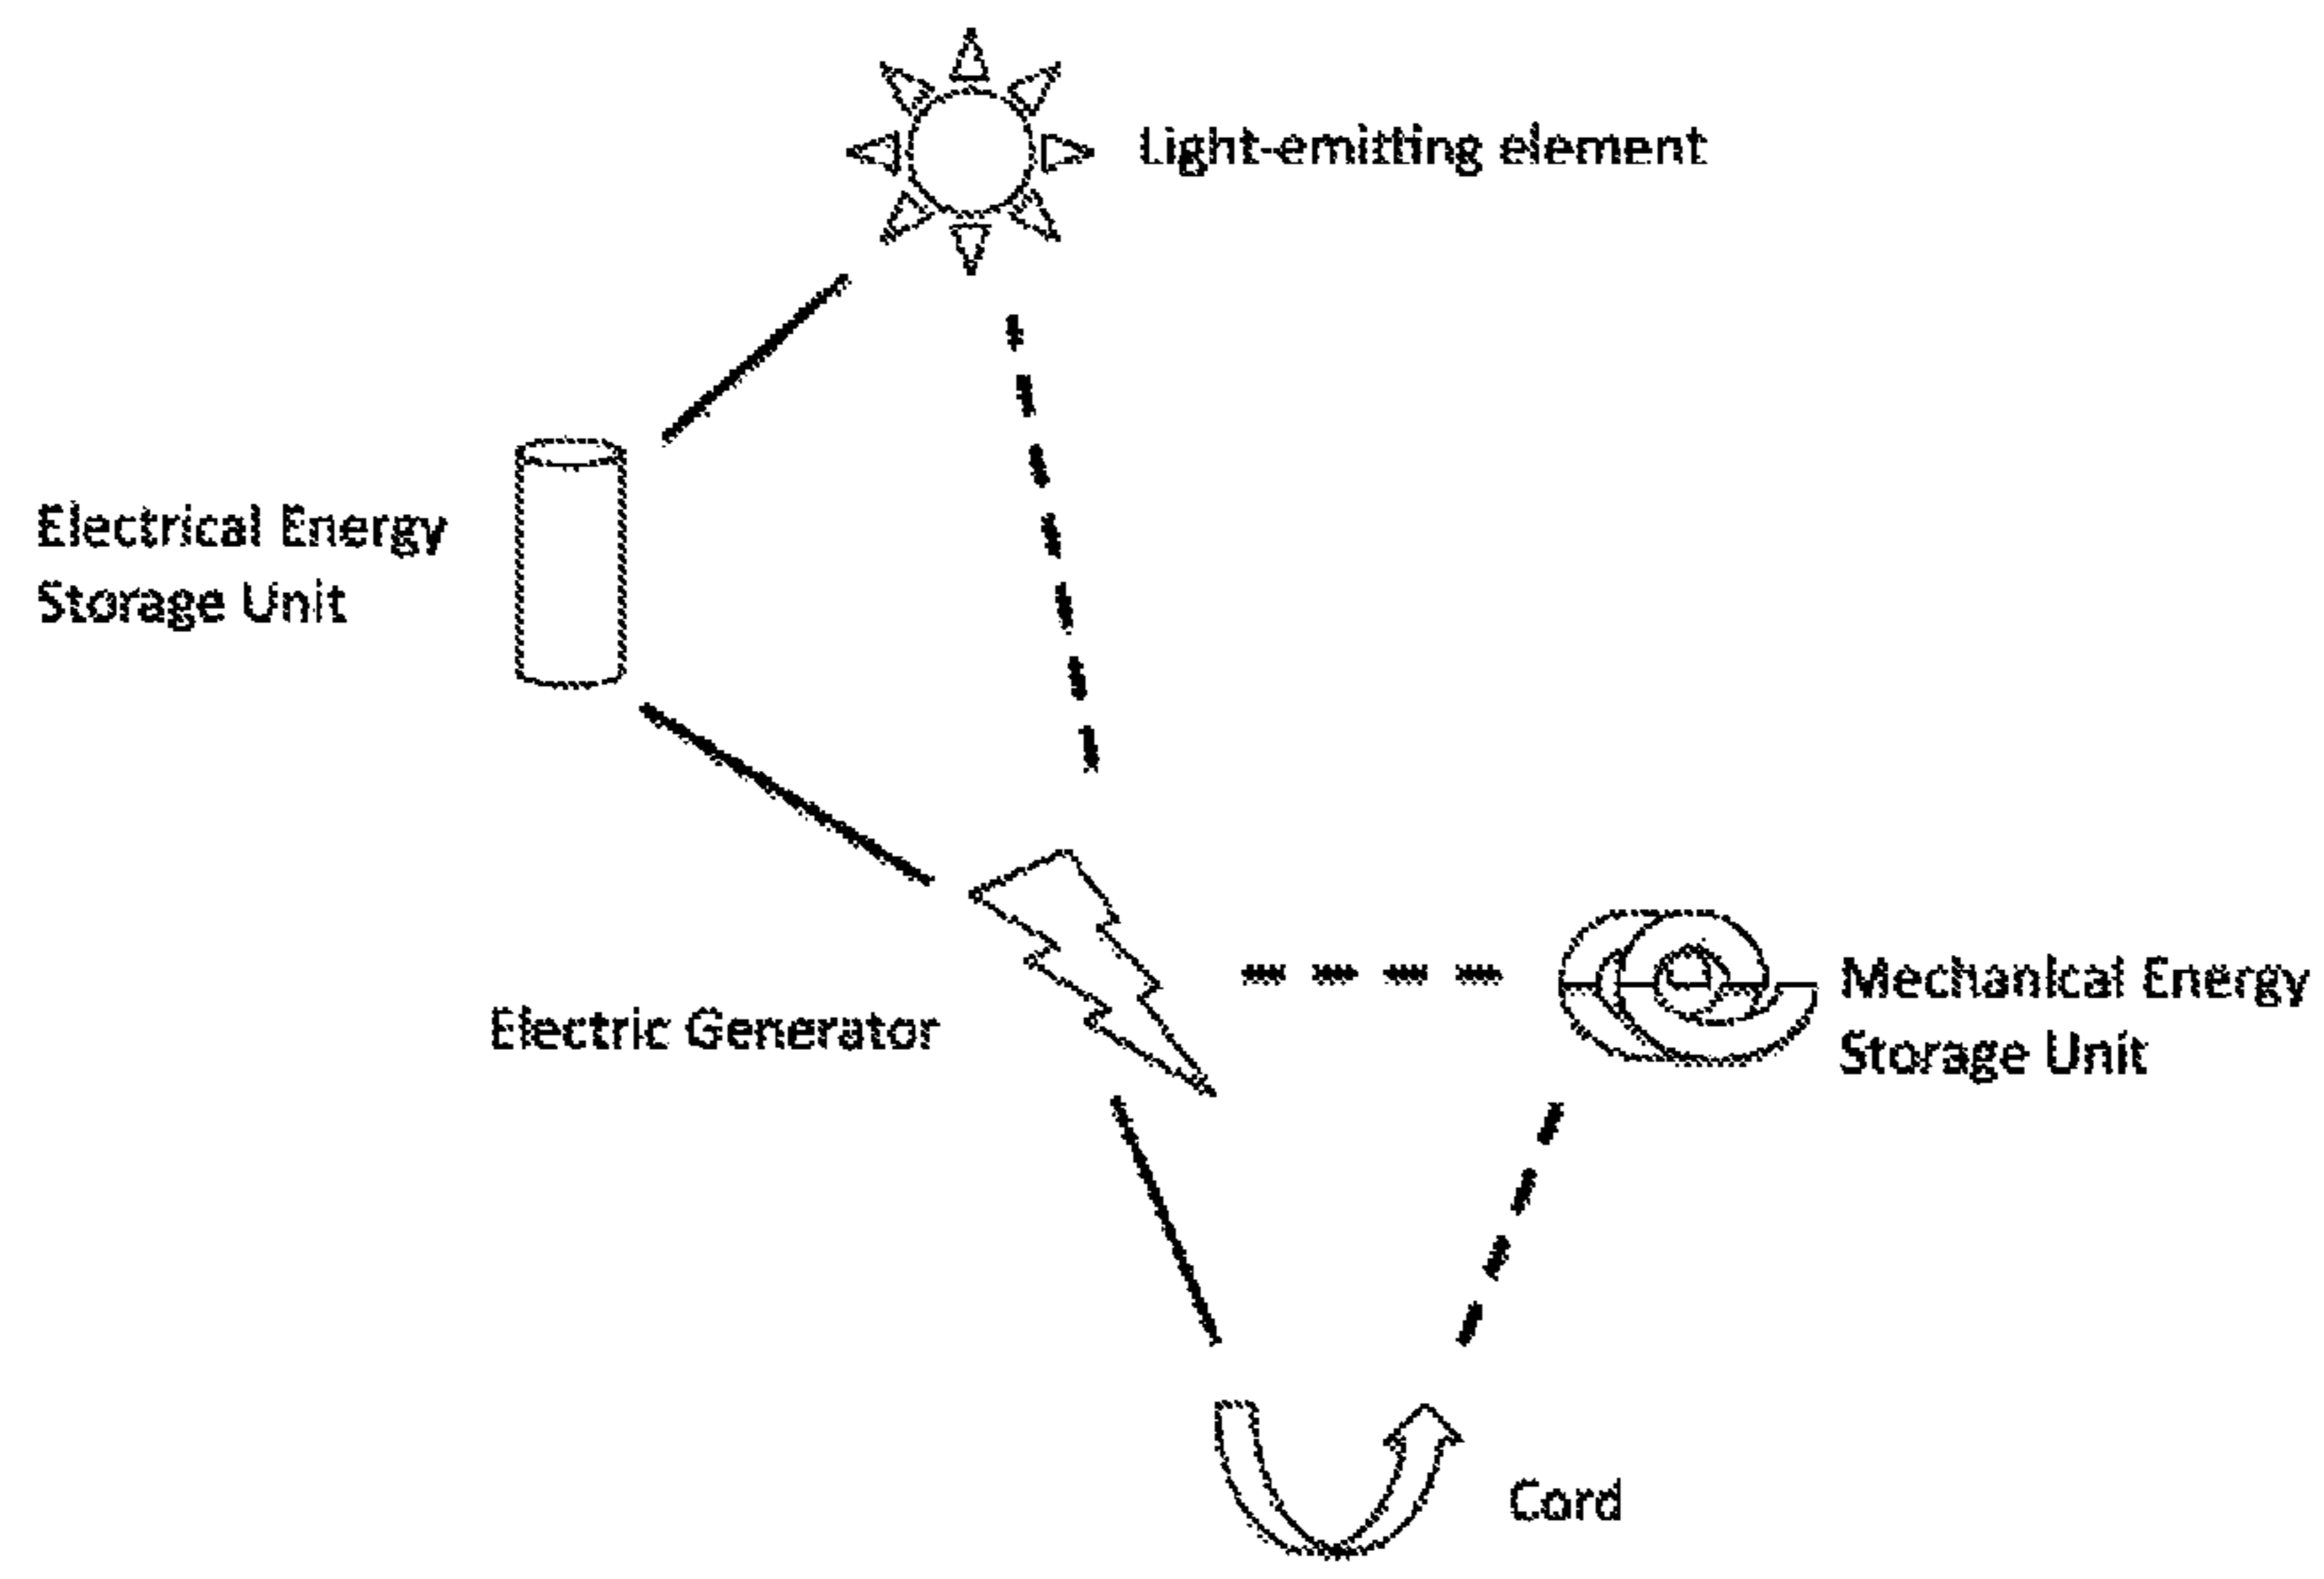 Light-emitting element
Electrical Energy
Storage Unit
Mechanical Energy
Storage Unit
Electric Generator
Cord